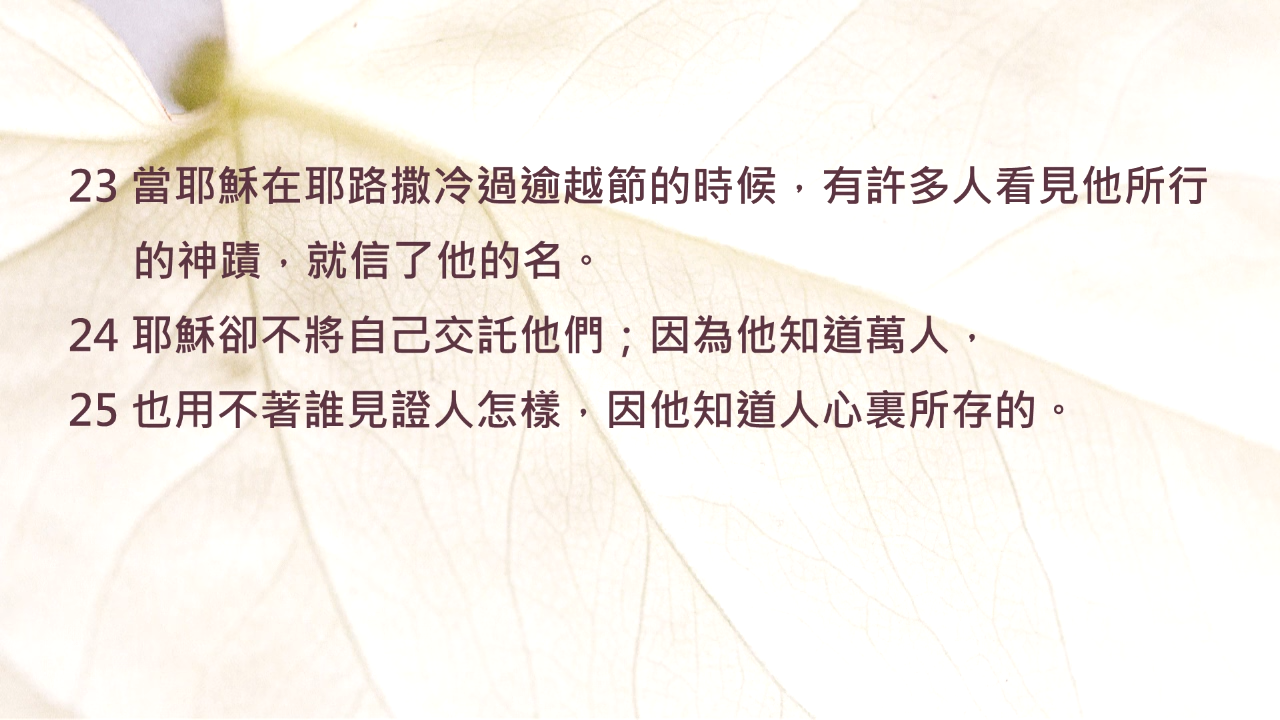 23 當耶穌在耶路撒冷過逾越節的時候，有許多人看見他所行
的神蹟，就信了他的名。
24 耶穌卻不將自己交託他們；因為他知道萬人，
25 也用不著誰見證人怎樣，因他知道人心裏所存的。